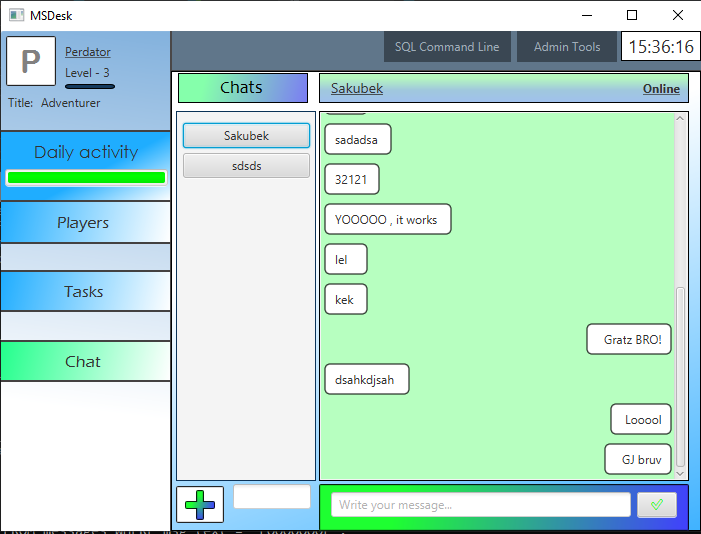 MSDesk
P
Perdator
Level - 3
Title: Adventurer
SQL Command Line
Admin Tools
15:36:16
Daily activity
Players
Tasks
Chat
Chats
Sakubek
sdsds
Sakubek
Online
sadadsa
32121
YOOOOO , it works
lel
kek
Gratz BRO!
dsahkdjsah
Looool
GJ bruv
Write your message...